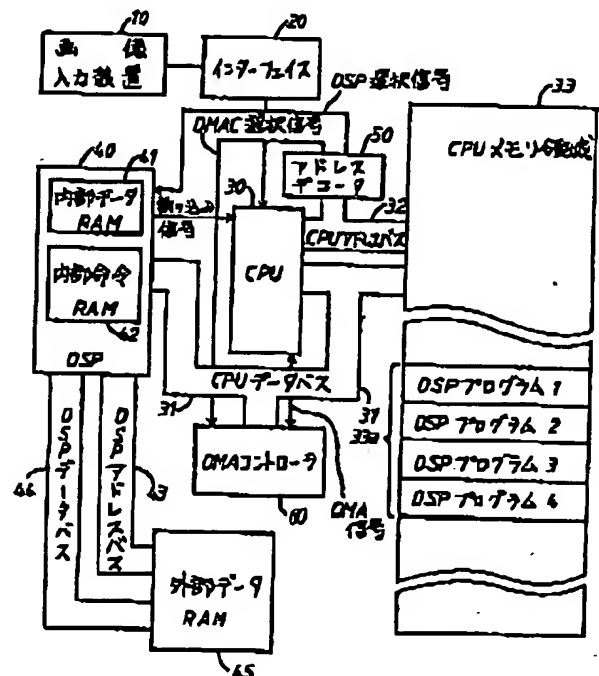 10
画像
入力装置
20
インターフェイス
DSP選択信号
DMAC選択信号
50
アドレス
デコーダ
33
CPUメモリ領域
40
41
内部データ
RAM
割り込み
信号
30
CPU
32
CPUアドレスバス
内部命令
RAM
42
DSP
CPUデータバス
31
31
33a
DSPプログラム1
DSPプログラム2
DSPプログラム3
DSPプログラム4
DMAコントローラ
60
DMA
信号
46
DSPデータバス
DSPアドレスバス
43
外部データ
RAM
45